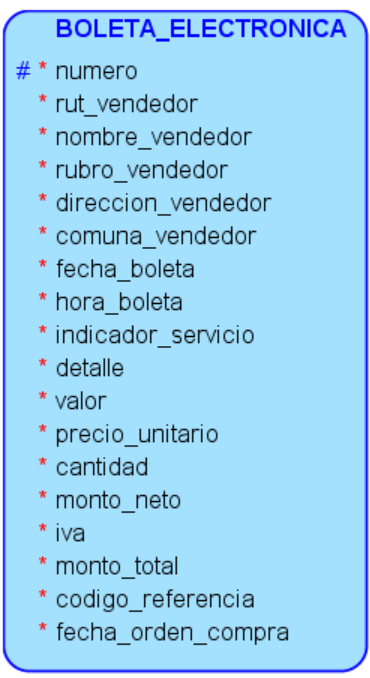 BOLETA_ELECTRONICA
# * numero
* rut_vendedor
* nombre_vendedor
* rubro_vendedor
* direccion_vendedor
* comuna_vendedor
* fecha_boleta
* hora_boleta
* indicador_servicio
* detalle
* valor
* precio_unitario
* cantidad
* monto_neto
* iva
* monto_total
* codigo_referencia
* fecha_orden_compra